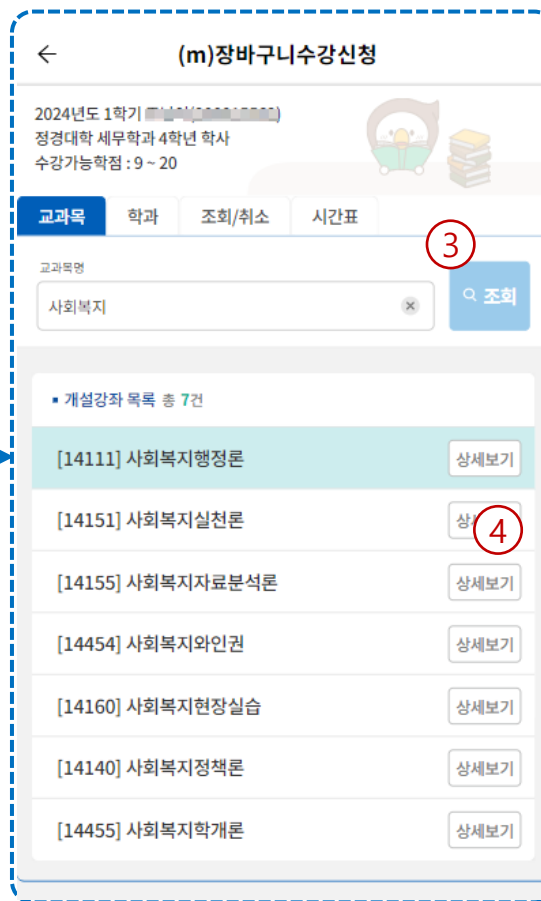 (m)장바구니수강신청
2024년도 1학기
정경대학 세무학과 4학년 학사
수강가능학점 : 9 ~ 20
교과목 학과 조회/취소 시간표
③
교과목명
사회복지
조회
개설강좌 목록 총 7건
[14111] 사회복지행정론 상세보기
[14151] 사회복지실천론
④
[14155] 사회복지자료분석론 상세보기
[14454] 사회복지와인권 상세보기
[14160] 사회복지현장실습 상세보기
[14140] 사회복지정책론 상세보기
[14455] 사회복지학개론 상세보기